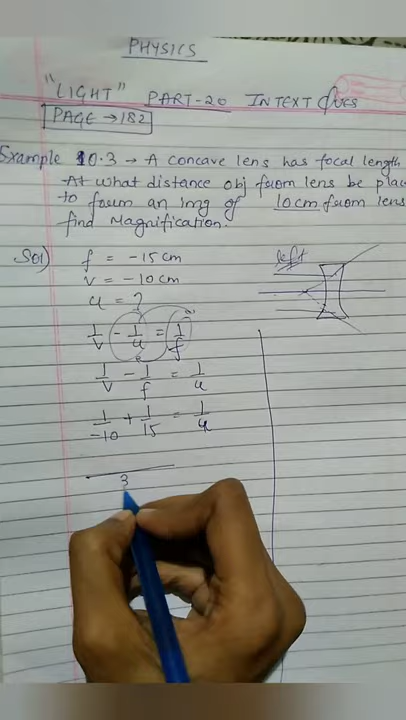 PHYSICS
"LIGHT" PART-20 INTEXT Ques
PAGE → 182
Example 10.3 → A concave lens has focal length
At what distance obj from lens be plac
to form an img of 10cm from lens
find Magnification.
Sol) f = -15 cm
left
v = -10 cm
u = ?
1/v - 1/u = 1/f
1/v - 1/f = 1/u
1/-10 + 1/15 = 1/u
3